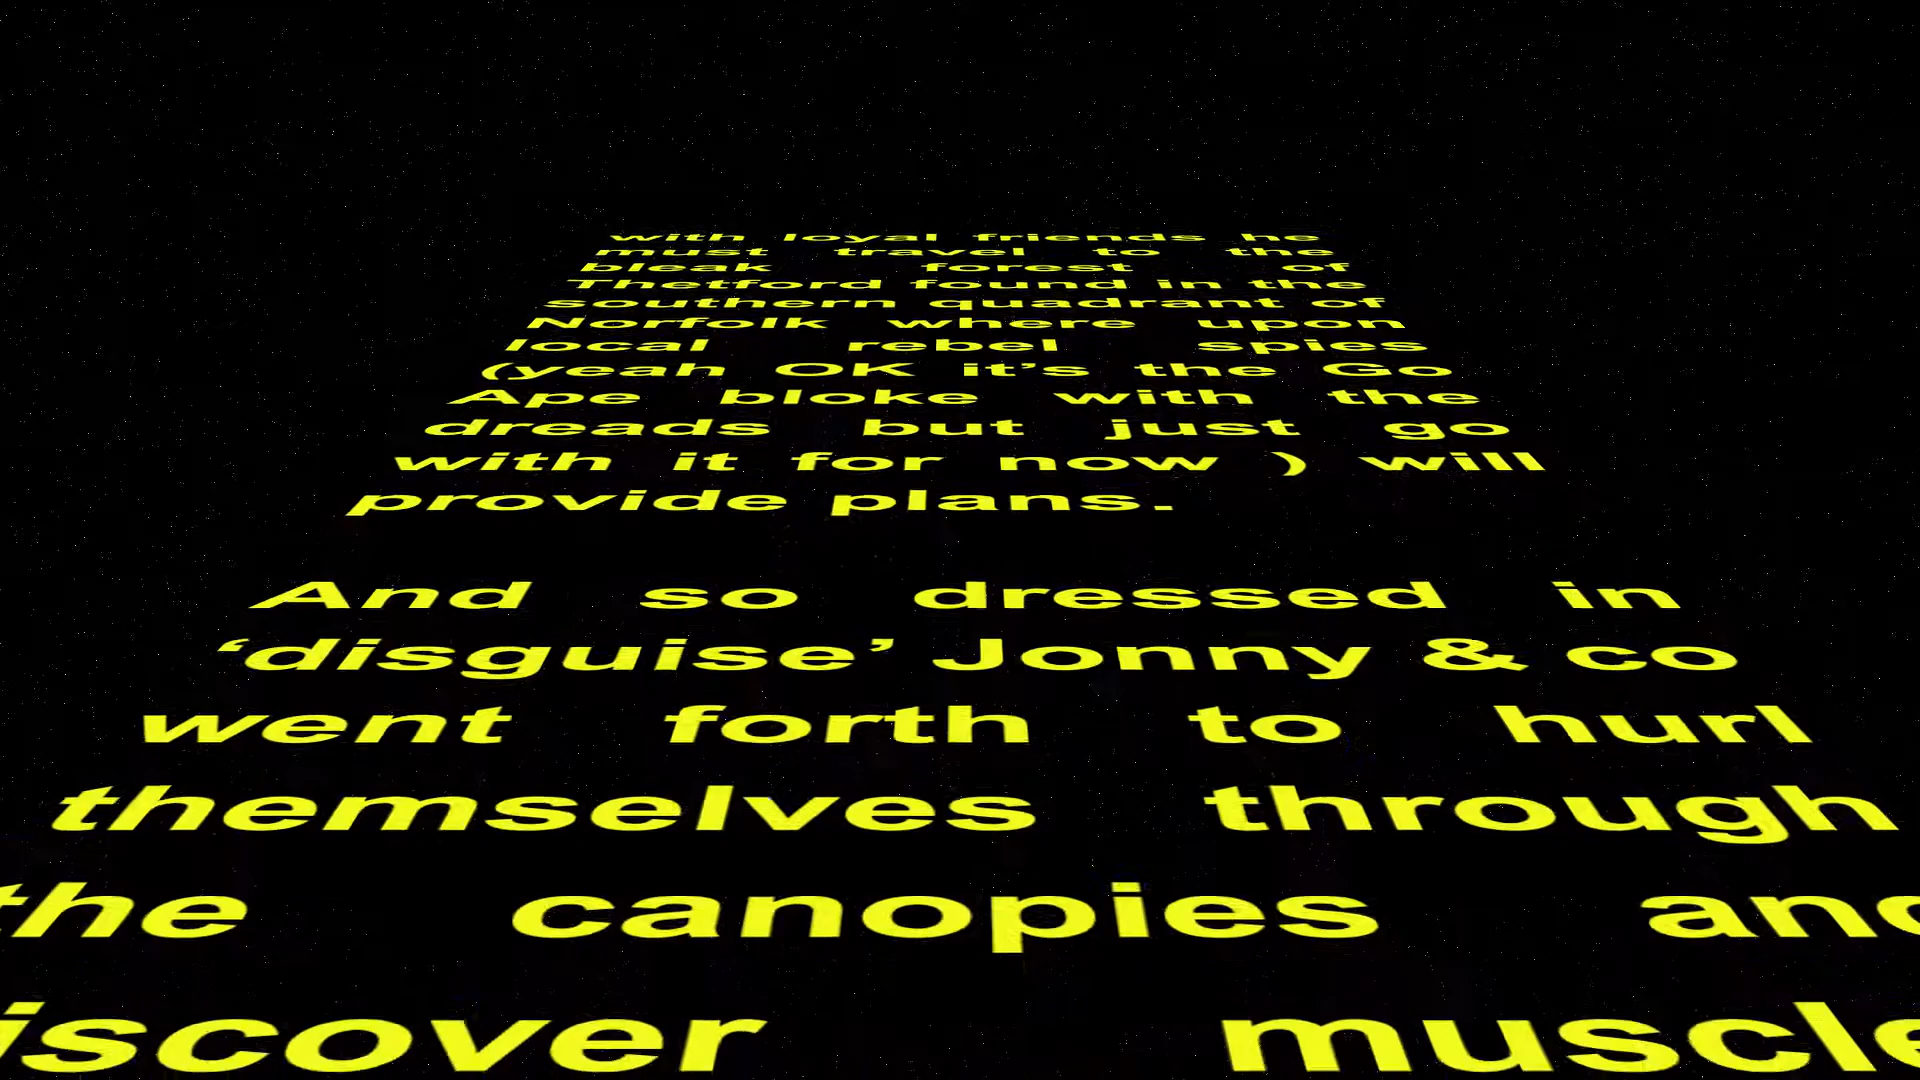 with loyal friends he
must travel to the
bleak forest of
Thetford found in the
southern quadrant of
Norfolk where upon
local rebel spies
(yeah OK it’s the Go
Ape bloke with the
dreads but just go
with it for now ) will
provide plans.
And so dressed in
‘disguise’ Jonny & co
went forth to hurl
themselves through
the canopies and
iscover muscle